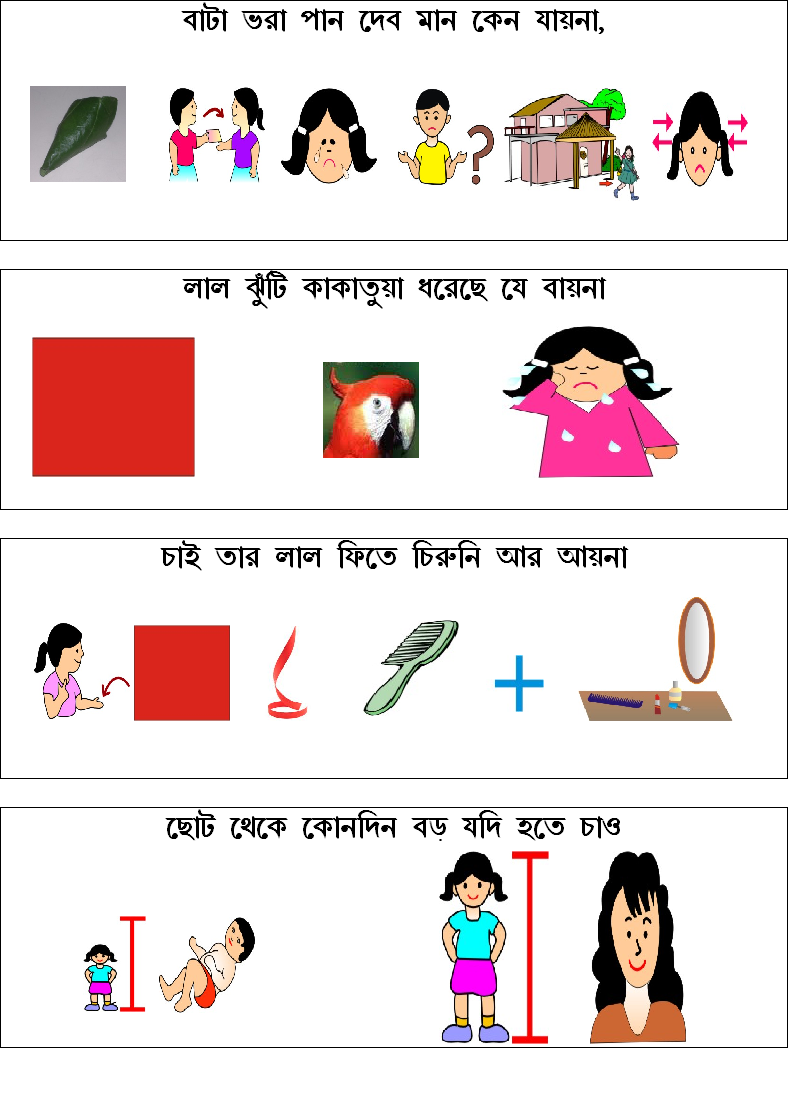 বাটা ভরা পান দেব মান কেন যায়না,
লাল ঝুঁটি কাকাতুয়া ধরেছে যে বায়না
চাই তার লাল ফিতে চিরুনি আর আয়না
ছোট থেকে কোনদিন বড় যদি হতে চাও